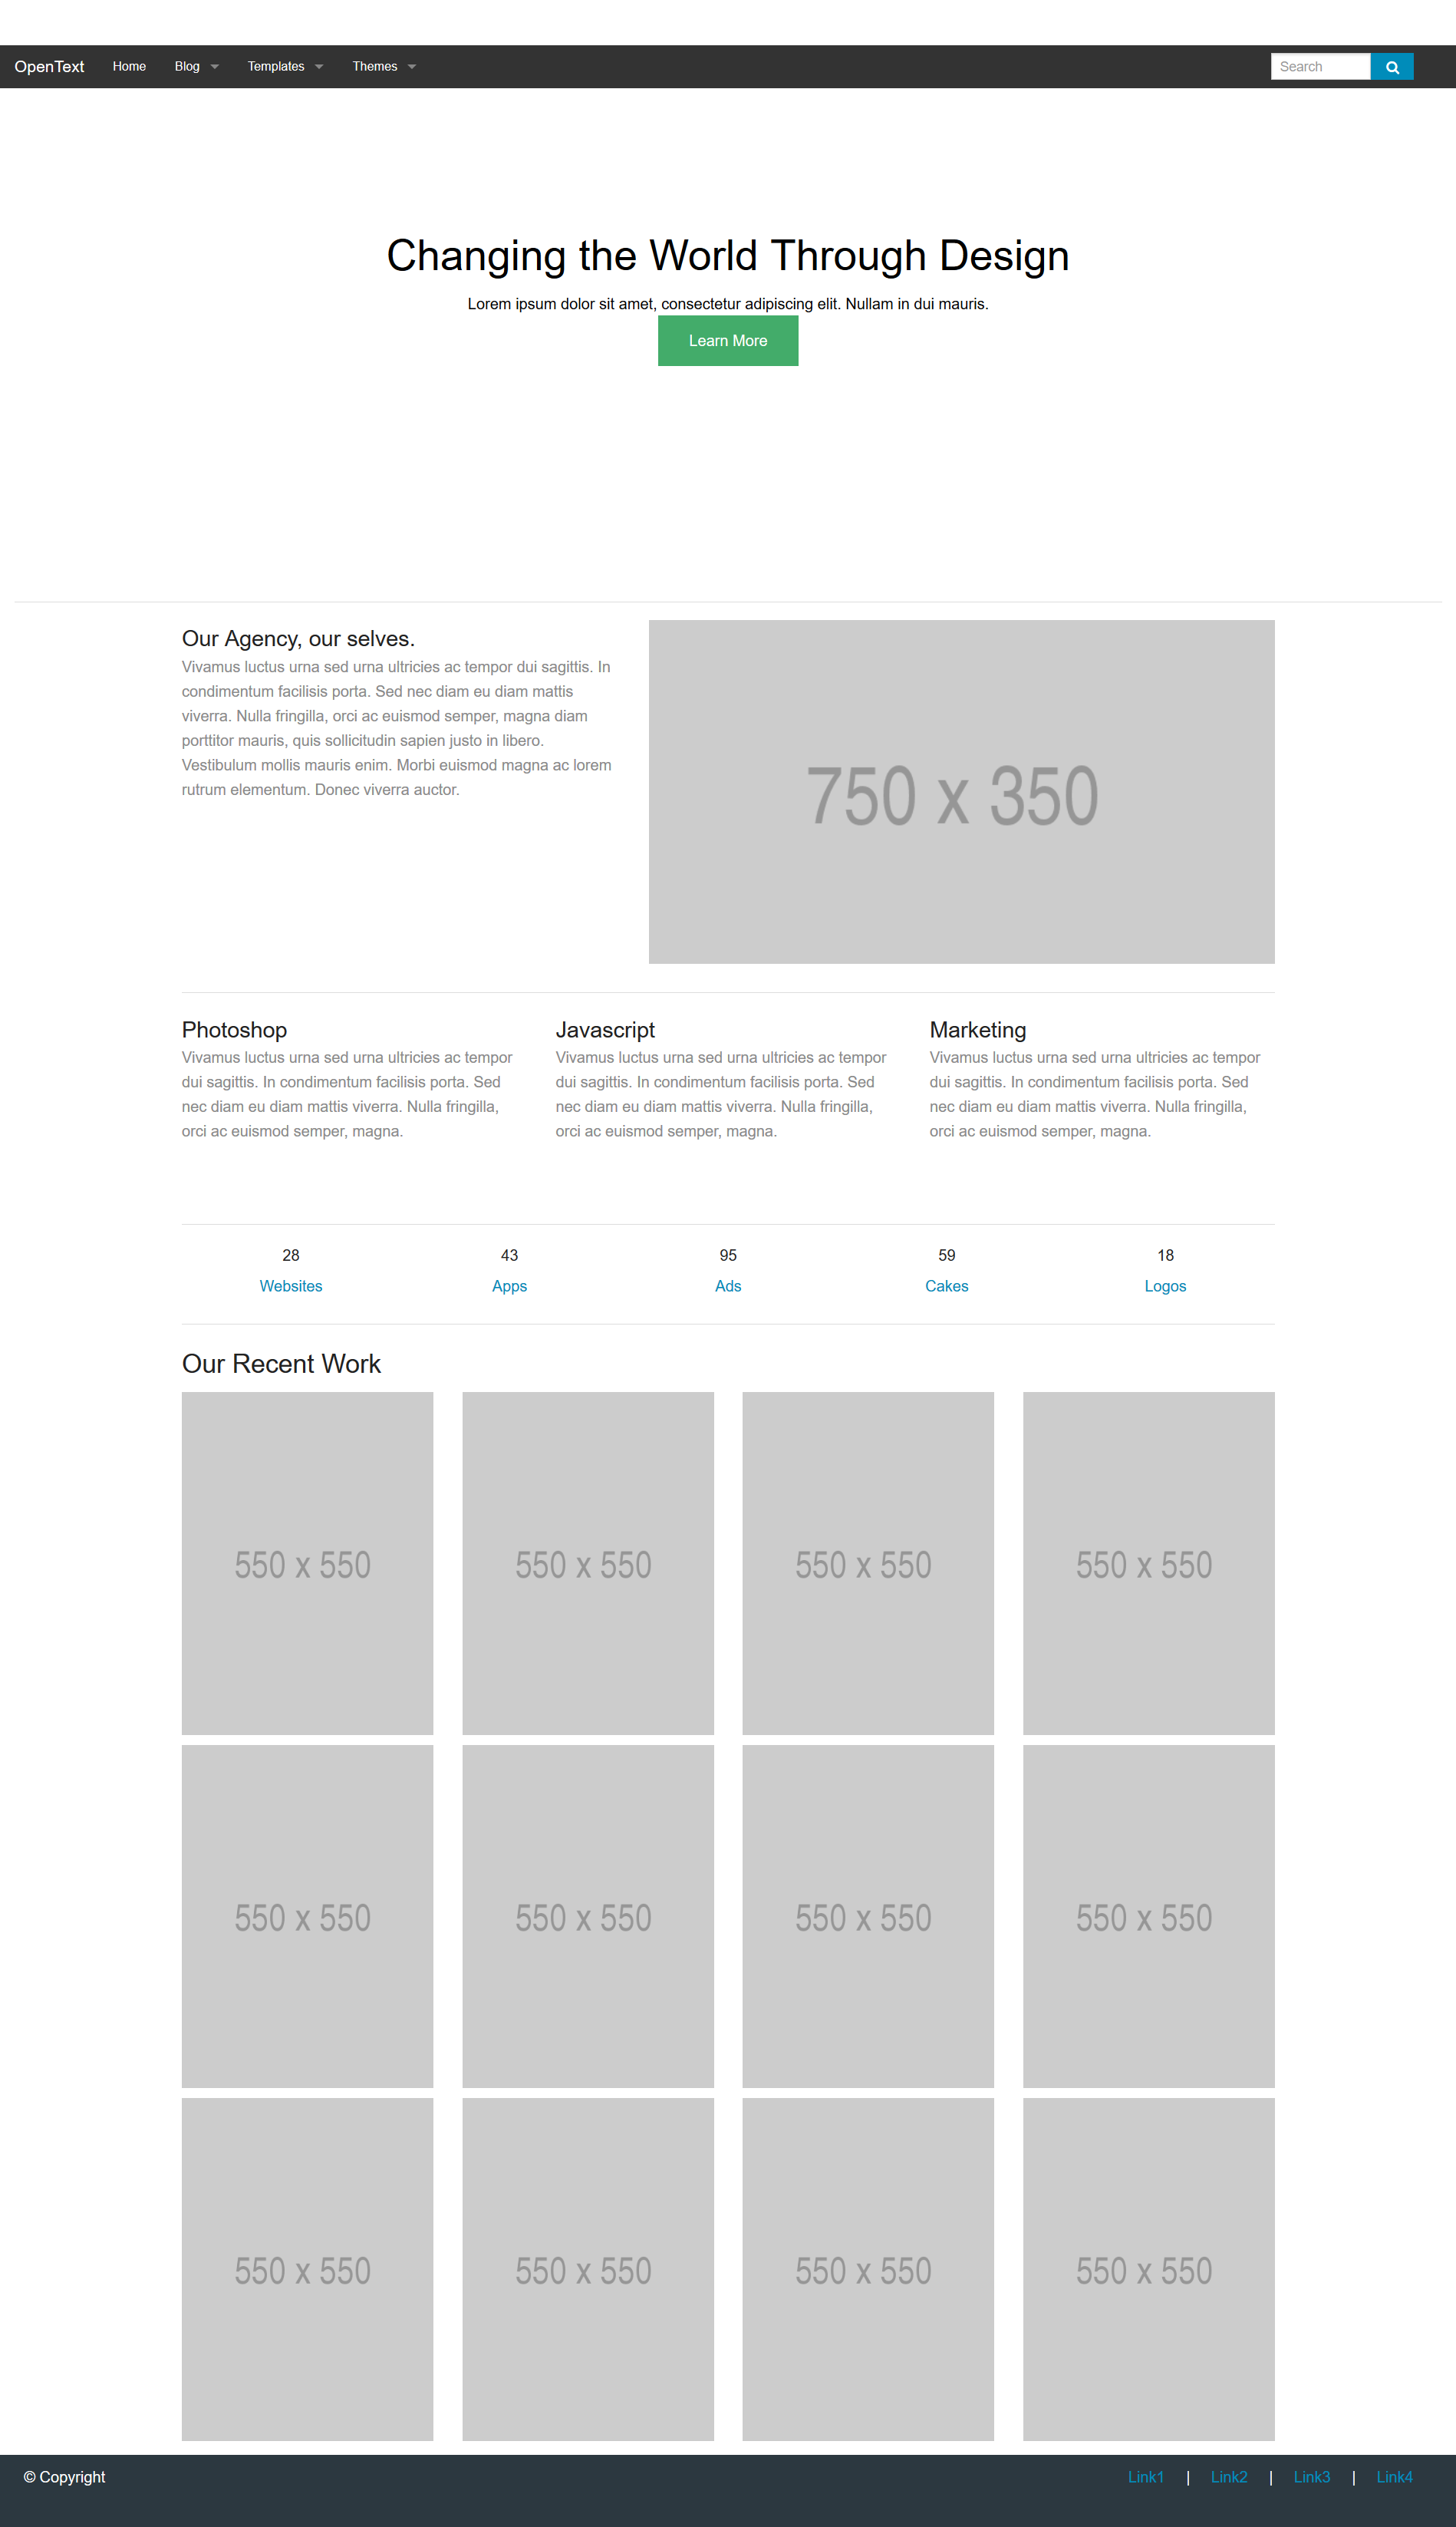 OpenText Home Blog Templates Themes Search
Changing the World Through Design
Lorem ipsum dolor sit amet, consectetur adipiscing elit. Nullam in dui mauris.
Learn More
Our Agency, our selves.
Vivamus luctus urna sed urna ultricies ac tempor dui sagittis. In
condimentum facilisis porta. Sed nec diam eu diam mattis
viverra. Nulla fringilla, orci ac euismod semper, magna diam
porttitor mauris, quis sollicitudin sapien justo in libero.
Vestibulum mollis mauris enim. Morbi euismod magna ac lorem
rutrum elementum. Donec viverra auctor.
750 x 350
Photoshop
Vivamus luctus urna sed urna ultricies ac tempor
dui sagittis. In condimentum facilisis porta. Sed
nec diam eu diam mattis viverra. Nulla fringilla,
orci ac euismod semper, magna.
Javascript
Vivamus luctus urna sed urna ultricies ac tempor
dui sagittis. In condimentum facilisis porta. Sed
nec diam eu diam mattis viverra. Nulla fringilla,
orci ac euismod semper, magna.
Marketing
Vivamus luctus urna sed urna ultricies ac tempor
dui sagittis. In condimentum facilisis porta. Sed
nec diam eu diam mattis viverra. Nulla fringilla,
orci ac euismod semper, magna.
28 43 95 59 18
Websites Apps Ads Cakes Logos
Our Recent Work
550 x 550 550 x 550 550 x 550 550 x 550
550 x 550 550 x 550 550 x 550 550 x 550
550 x 550 550 x 550 550 x 550 550 x 550
© Copyright Link1 | Link2 | Link3 | Link4